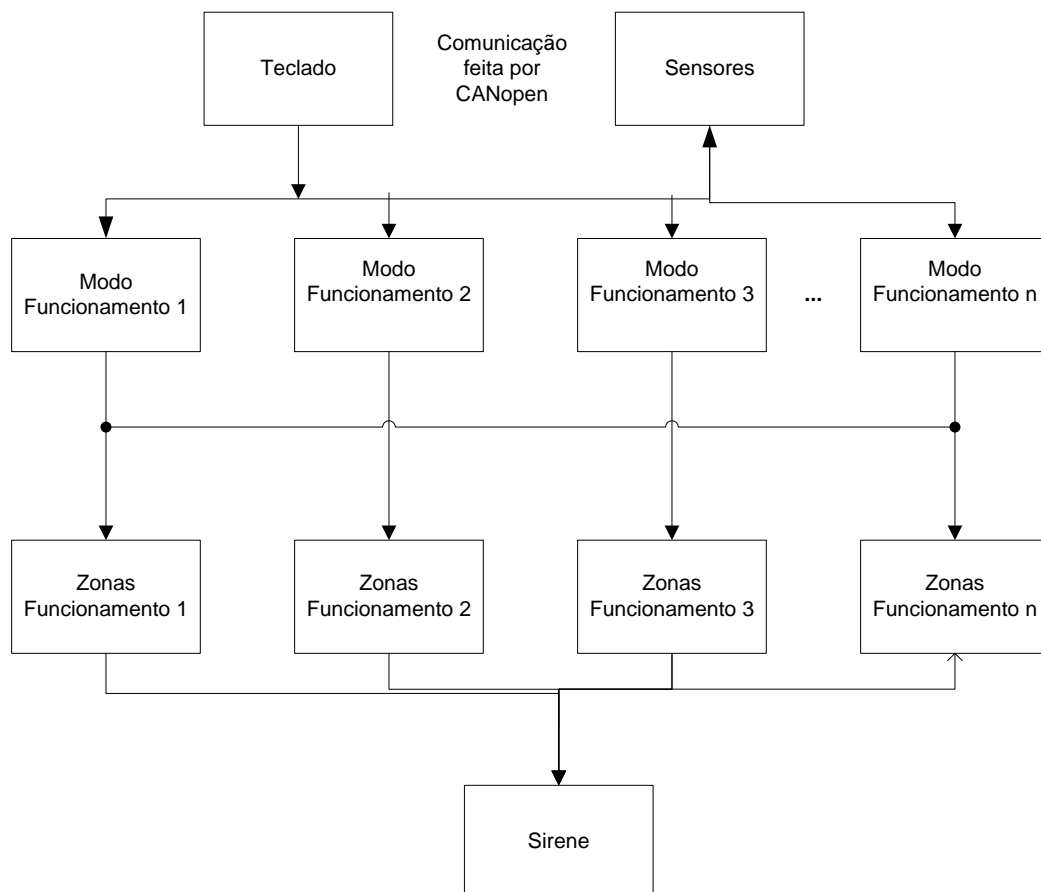 Teclado
Comunicação
feita por
CANopen
Sensores
Modo
Funcionamento 1
Modo
Funcionamento 2
Modo
Funcionamento 3
...
Modo
Funcionamento n
Zonas
Funcionamento 1
Zonas
Funcionamento 2
Zonas
Funcionamento 3
Zonas
Funcionamento n
Sirene